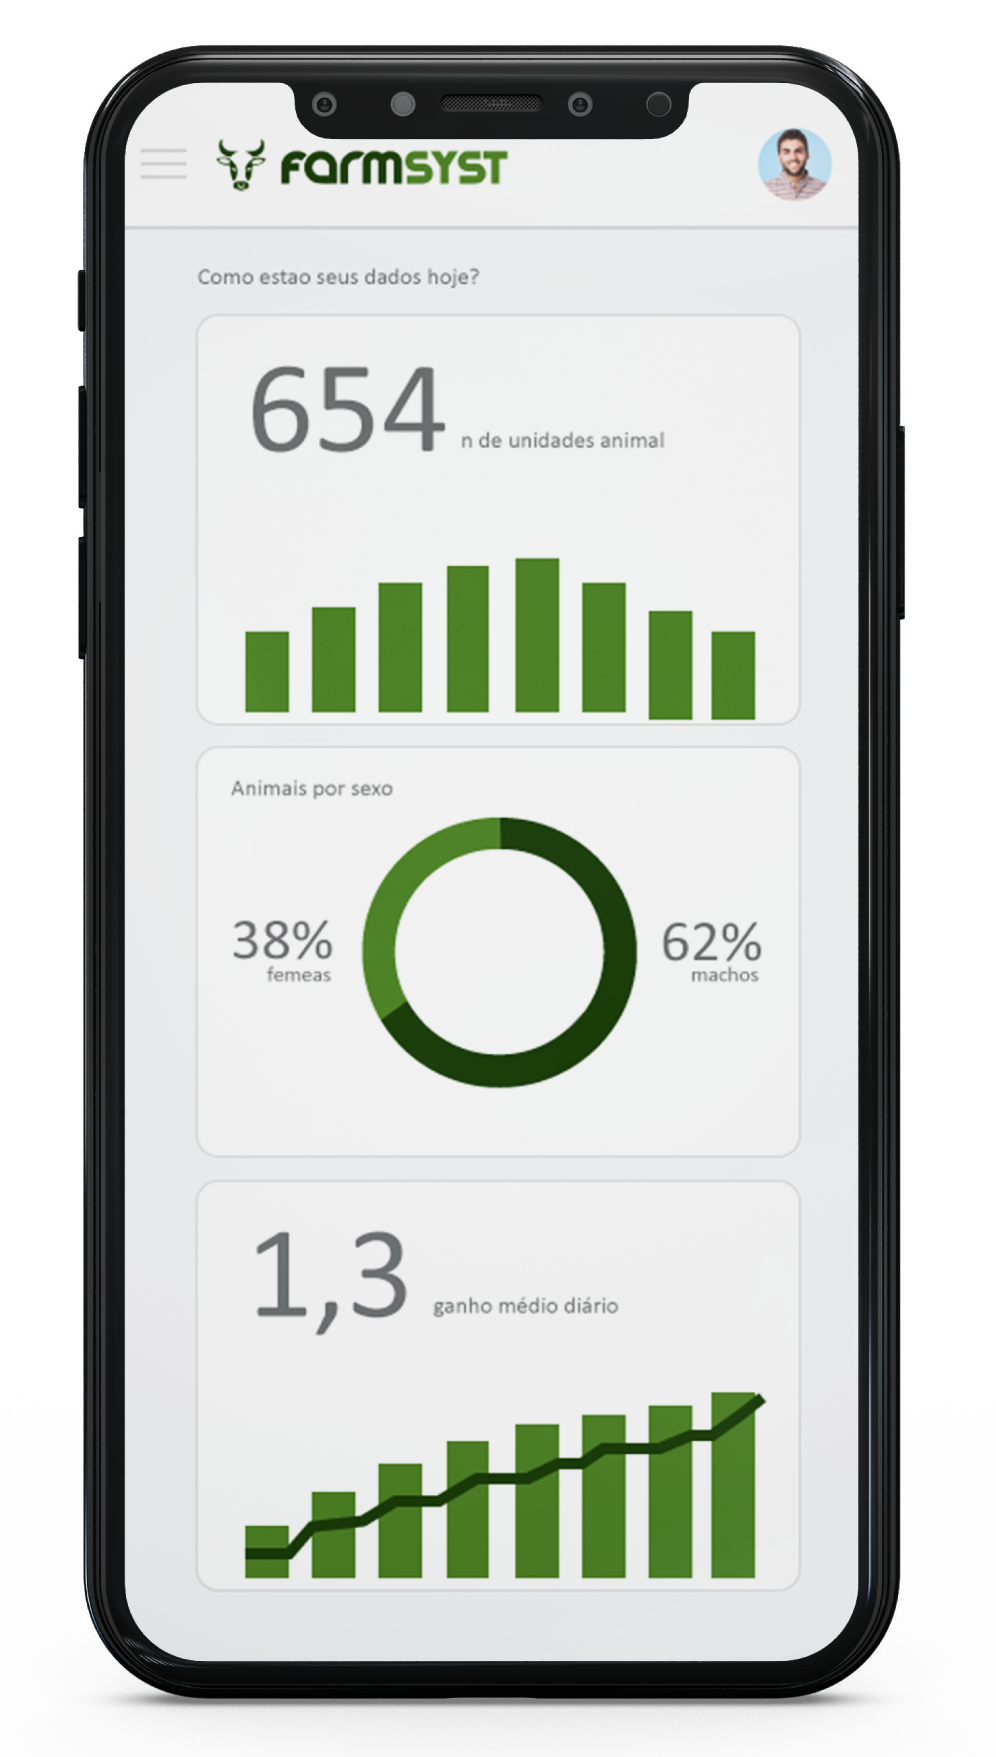 FarmSYST
Como estao seus dados hoje?
654 n de unidades animal
Animais por sexo
38%
femeas
62%
machos
1,3 ganho médio diário